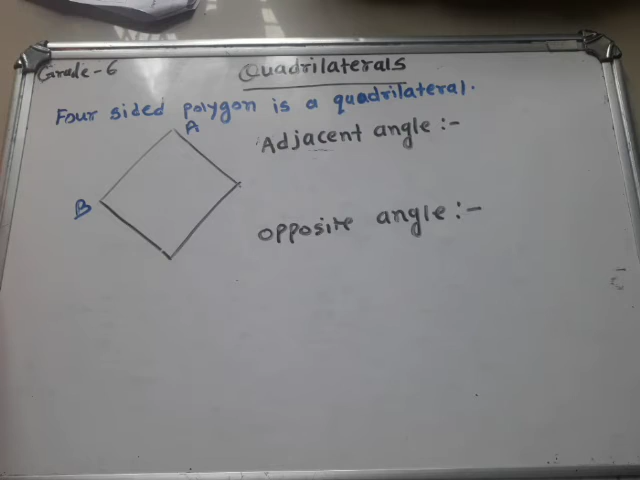 Grade-6
Quadrilaterals
Four sided polygon is a quadrilateral.
A
Adjacent angle :-
B
Opposite angle :-